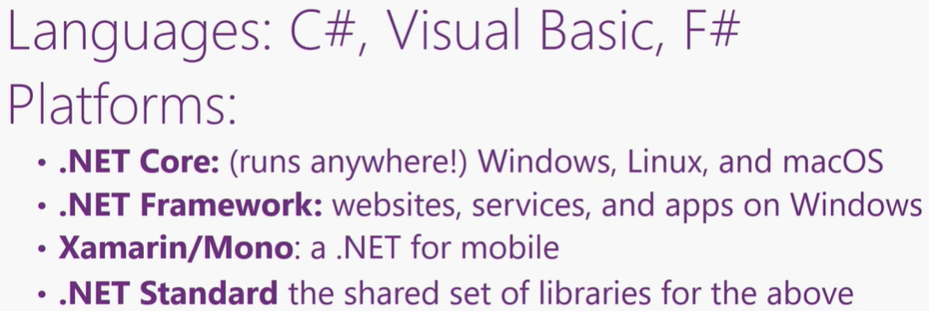 Languages: C#, Visual Basic, F#
Platforms:
• .NET Core: (runs anywhere!) Windows, Linux, and macOS
• .NET Framework: websites, services, and apps on Windows
• Xamarin/Mono: a .NET for mobile
• .NET Standard the shared set of libraries for the above